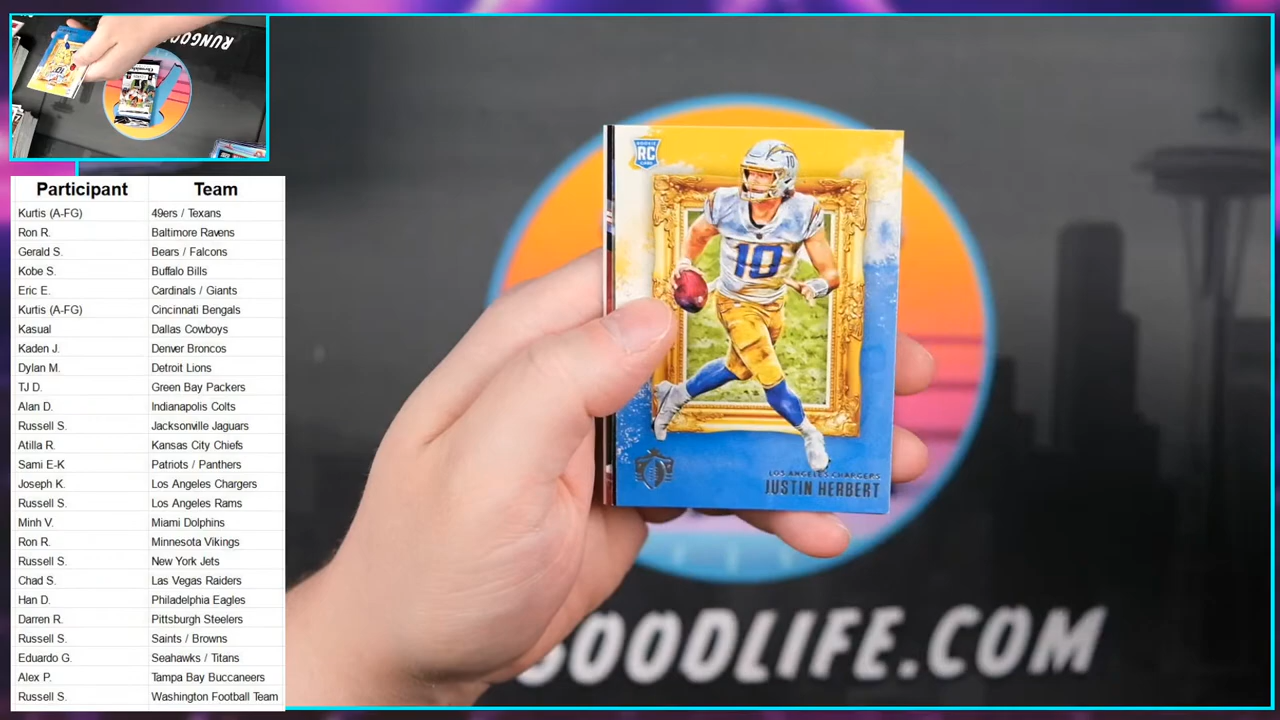 RUNGOOD
Participant Team
Kurtis (A-FG) 49ers / Texans
Ron R. Baltimore Ravens
Gerald S. Bears / Falcons
Kobe S. Buffalo Bills
Eric E. Cardinals / Giants
Kurtis (A-FG) Cincinnati Bengals
Kasual Dallas Cowboys
Kaden J. Denver Broncos
Dylan M. Detroit Lions
TJ D. Green Bay Packers
Alan D. Indianapolis Colts
Russell S. Jacksonville Jaguars
Atilla R. Kansas City Chiefs
Sami E-K Patriots / Panthers
Joseph K. Los Angeles Chargers
Russell S. Los Angeles Rams
Minh V. Miami Dolphins
Ron R. Minnesota Vikings
Russell S. New York Jets
Chad S. Las Vegas Raiders
Han D. Philadelphia Eagles
Darren R. Pittsburgh Steelers
Russell S. Saints / Browns
Eduardo G. Seahawks / Titans
Alex P. Tampa Bay Buccaneers
Russell S. Washington Football Team
ROOKIE
RC
10
10
LOS ANGELES CHARGERS
JUSTIN HERBERT
GOODLIFE.COM